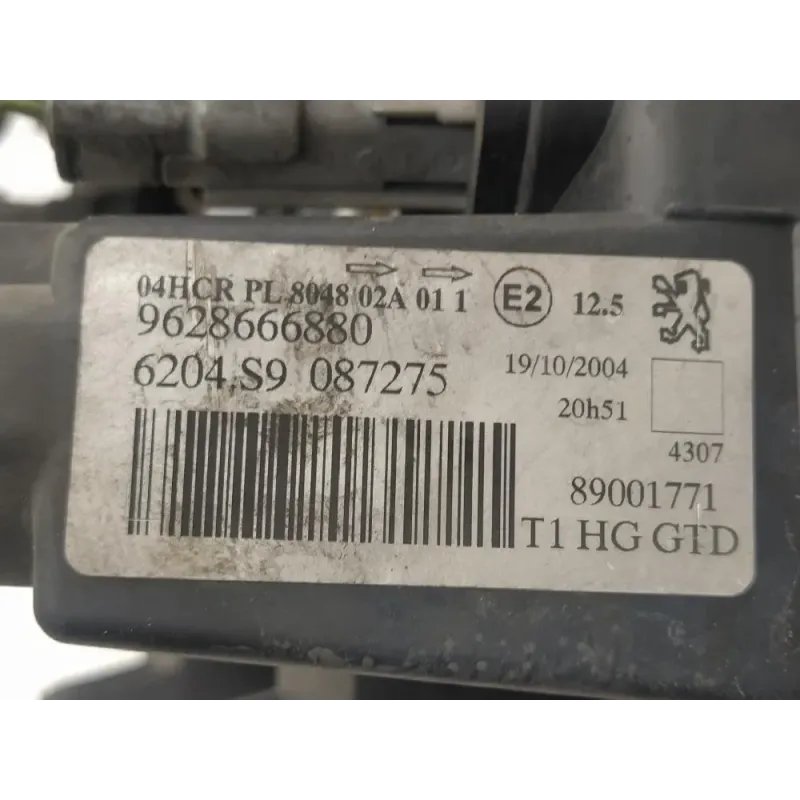 04HCR PL 8048 02A 01 1 E2 12.5
9628666880
6204.S9 087275
19/10/2004
20h51
4307
89001771
T1 HG GTD